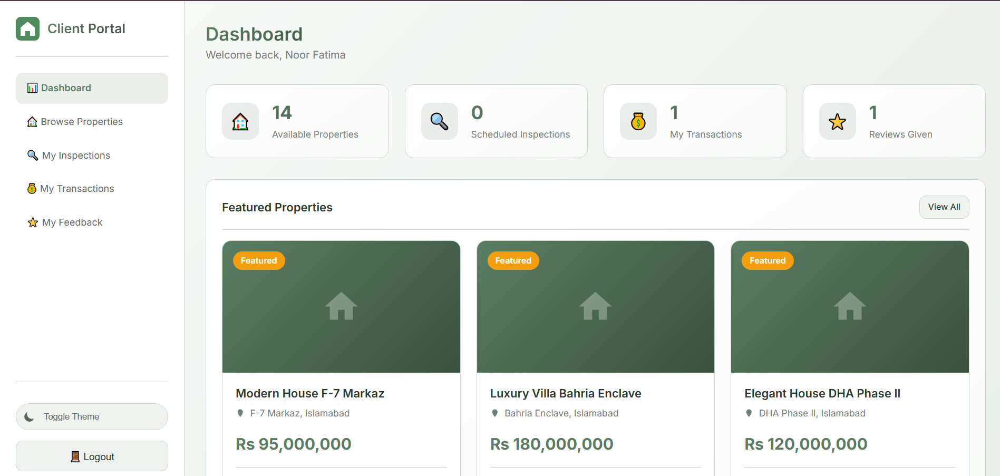 Client Portal
Dashboard
Browse Properties
My Inspections
My Transactions
My Feedback
Toggle Theme
Logout
Dashboard
Welcome back, Noor Fatima
14
Available Properties
0
Scheduled Inspections
1
My Transactions
1
Reviews Given
Featured Properties
View All
Featured
Modern House F-7 Markaz
F-7 Markaz, Islamabad
Rs 95,000,000
Featured
Luxury Villa Bahria Enclave
Bahria Enclave, Islamabad
Rs 180,000,000
Featured
Elegant House DHA Phase II
DHA Phase II, Islamabad
Rs 120,000,000